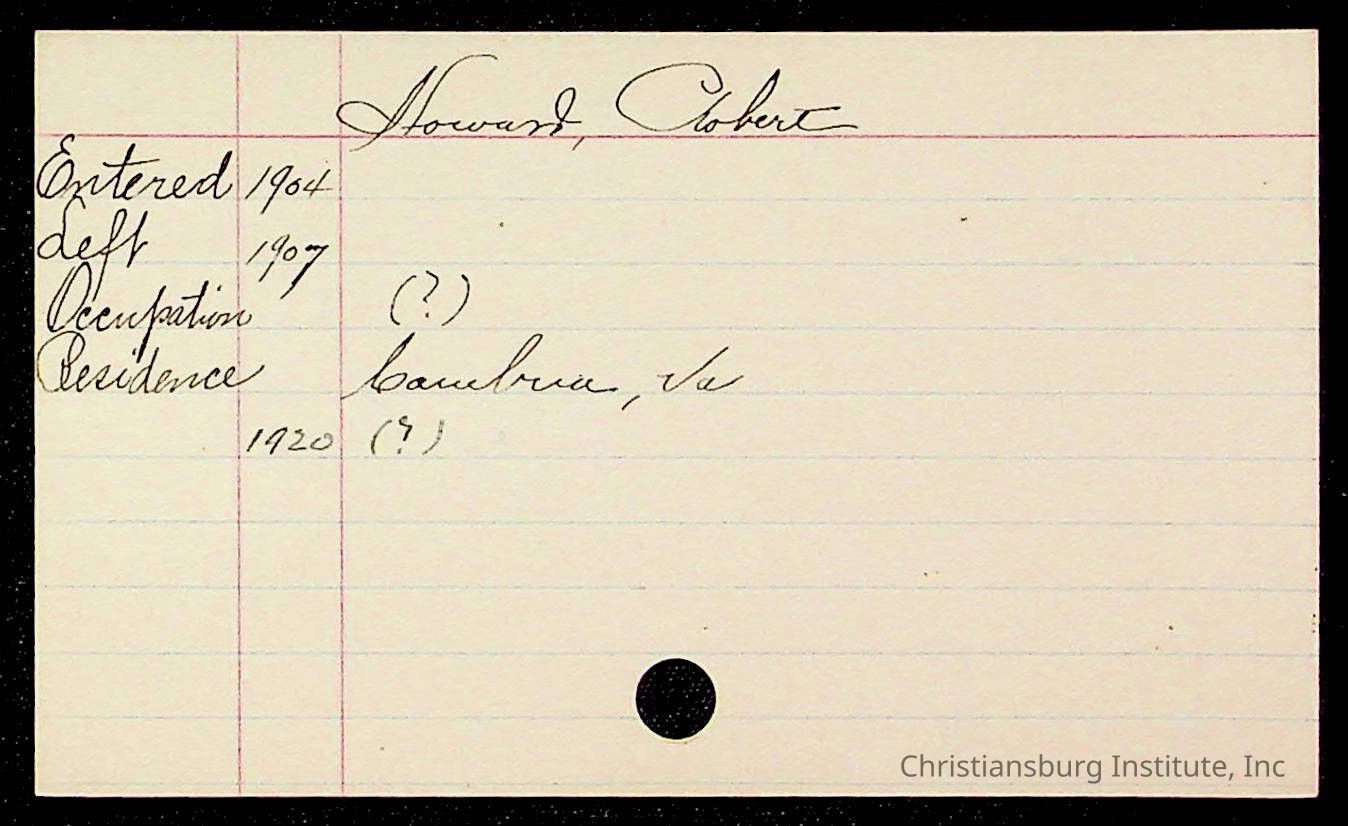 Howard, Robert
Entered 1904
Left 1907
Occupation (?)
Residence Cambria, Va
1920 (?)
Christiansburg Institute, Inc